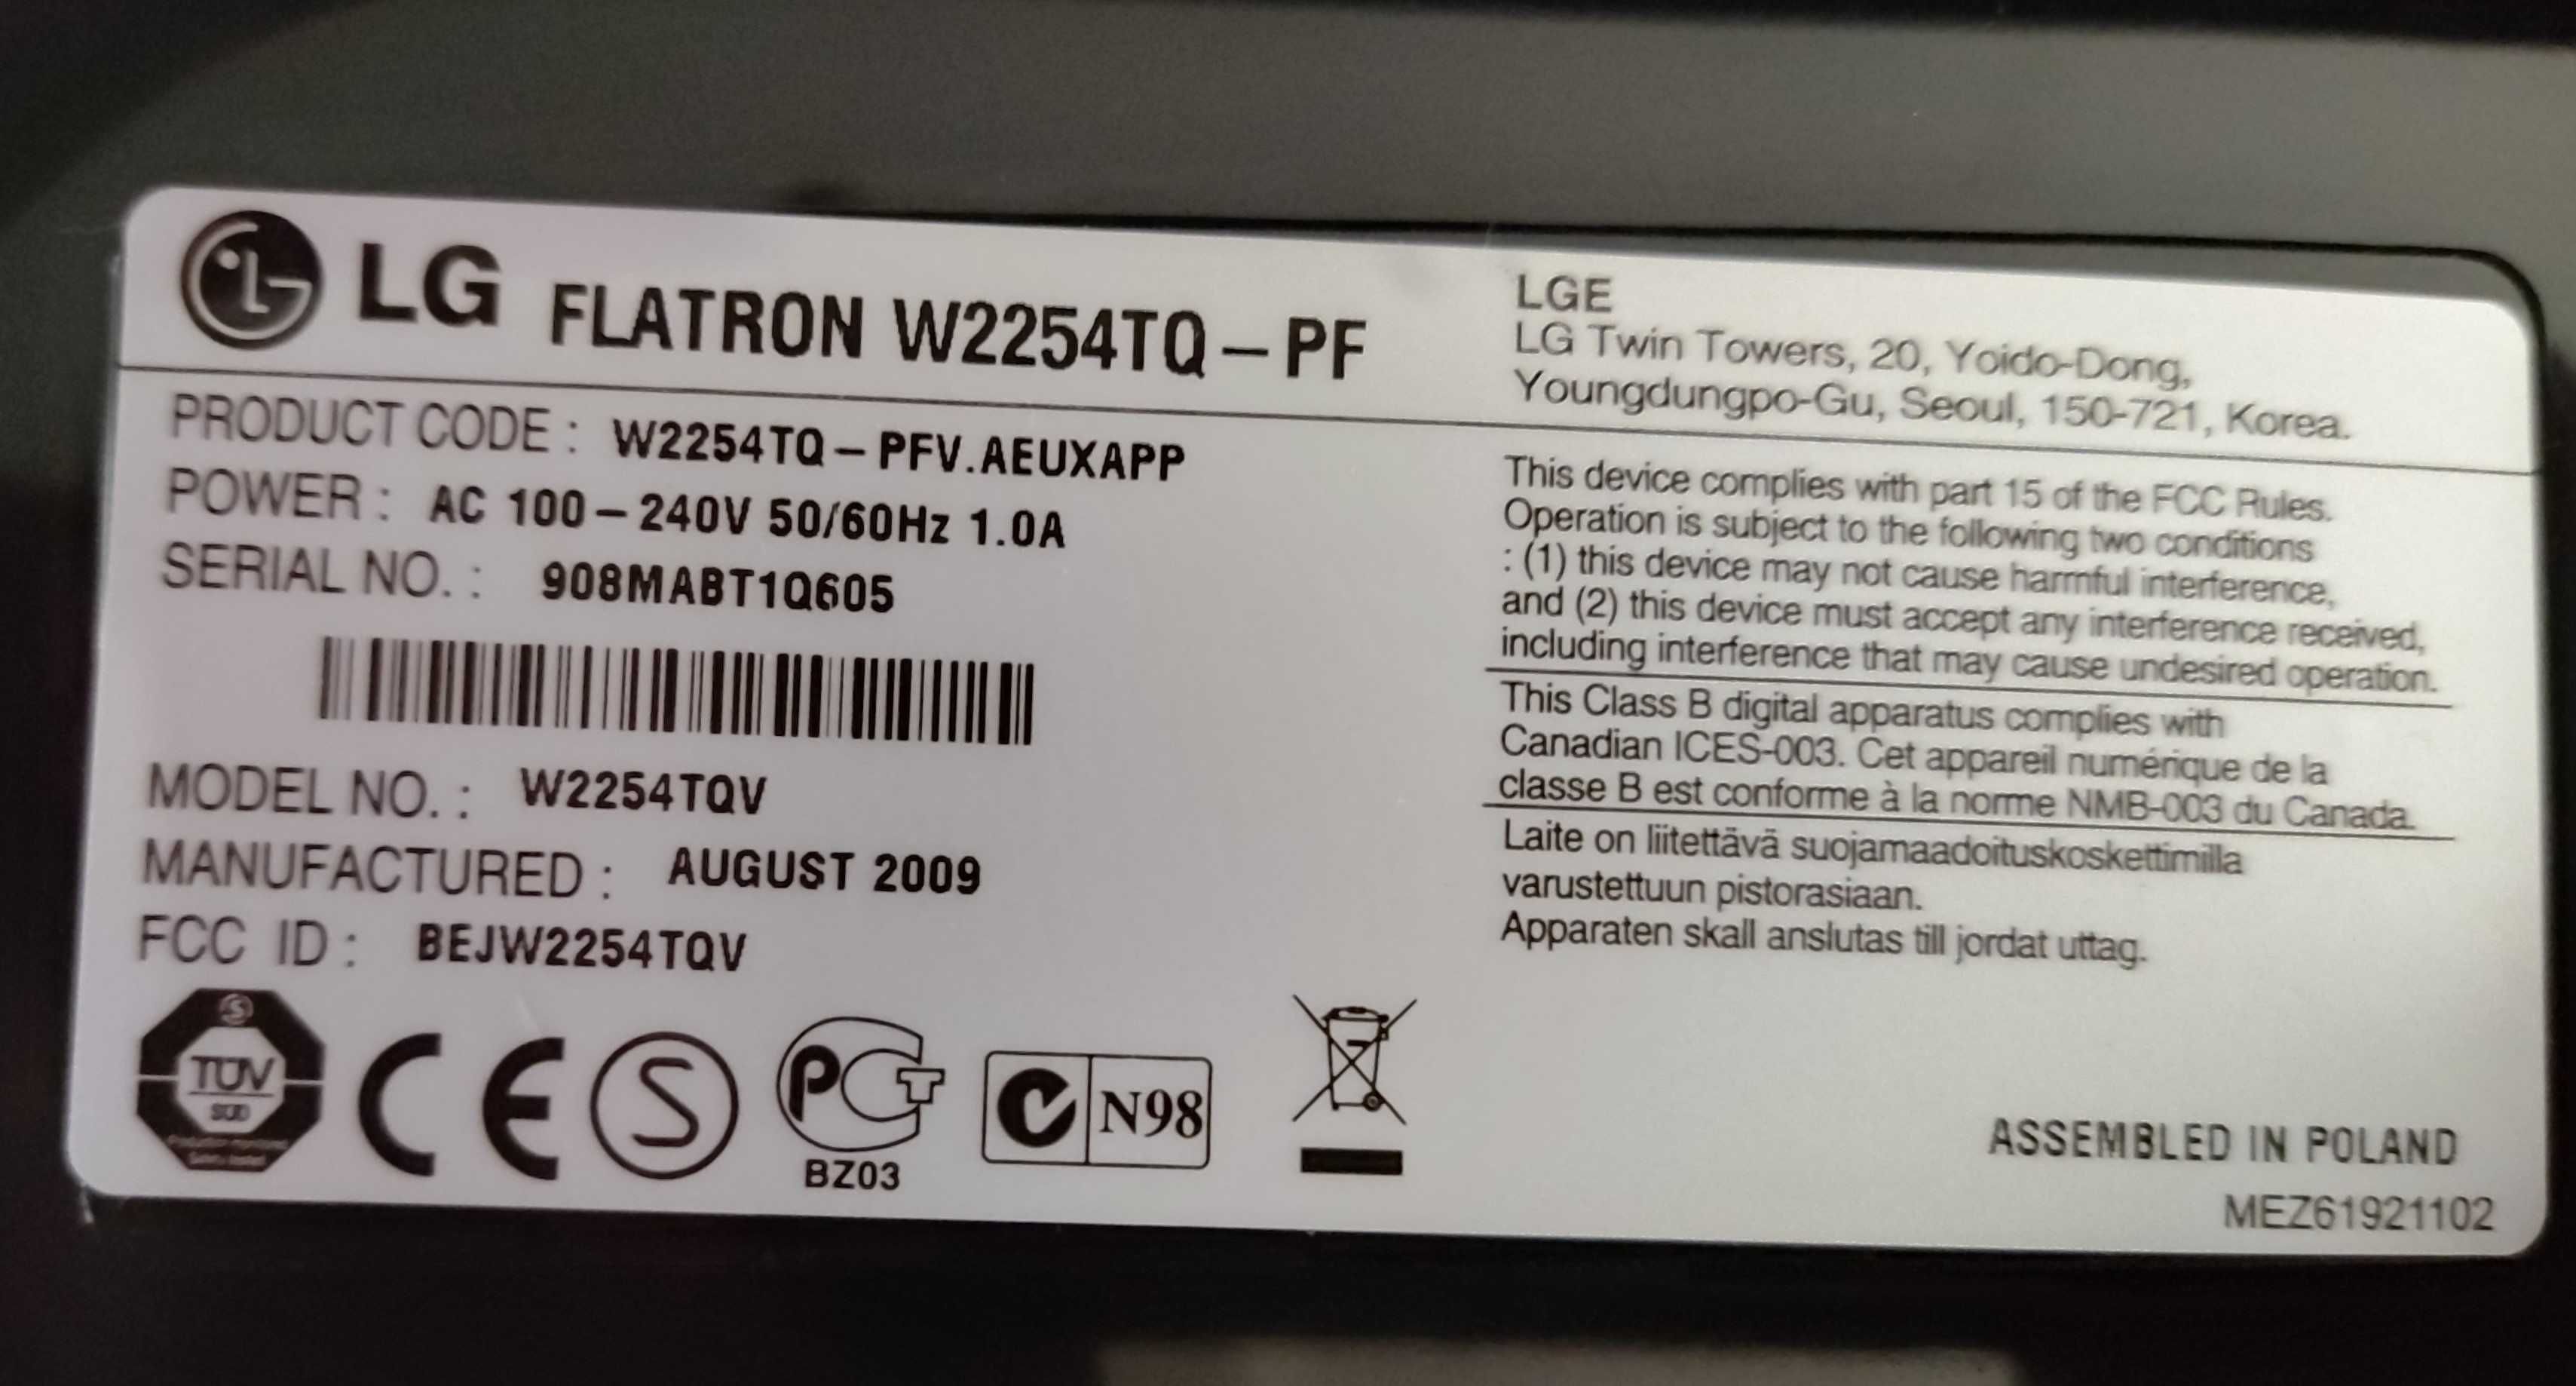 LG FLATRON W2254TQ-PF
LGE
LG Twin Towers, 20, Yoido-Dong,
Youngdungpo-Gu, Seoul, 150-721, Korea.
PRODUCT CODE : W2254TQ-PFV.AEUXAPP
POWER : AC 100-240V 50/60Hz 1.0A
SERIAL NO. : 908MABT1Q605
MODEL NO. : W2254TQV
MANUFACTURED : AUGUST 2009
FCC ID : BEJW2254TQV
This device complies with part 15 of the FCC Rules.
Operation is subject to the following two conditions
: (1) this device may not cause harmful interference,
and (2) this device must accept any interference received,
including interference that may cause undesired operation.
This Class B digital apparatus complies with
Canadian ICES-003. Cet appareil numérique de la
classe B est conforme à la norme NMB-003 du Canada.
Laite on liitettävä suojamaadoituskoskettimilla
varustettuun pistorasiaan.
Apparaten skall anslutas till jordat uttag.
S
TÜV
SÜD
CE
S
PCT
BZ03
N98
ASSEMBLED IN POLAND
MEZ61921102